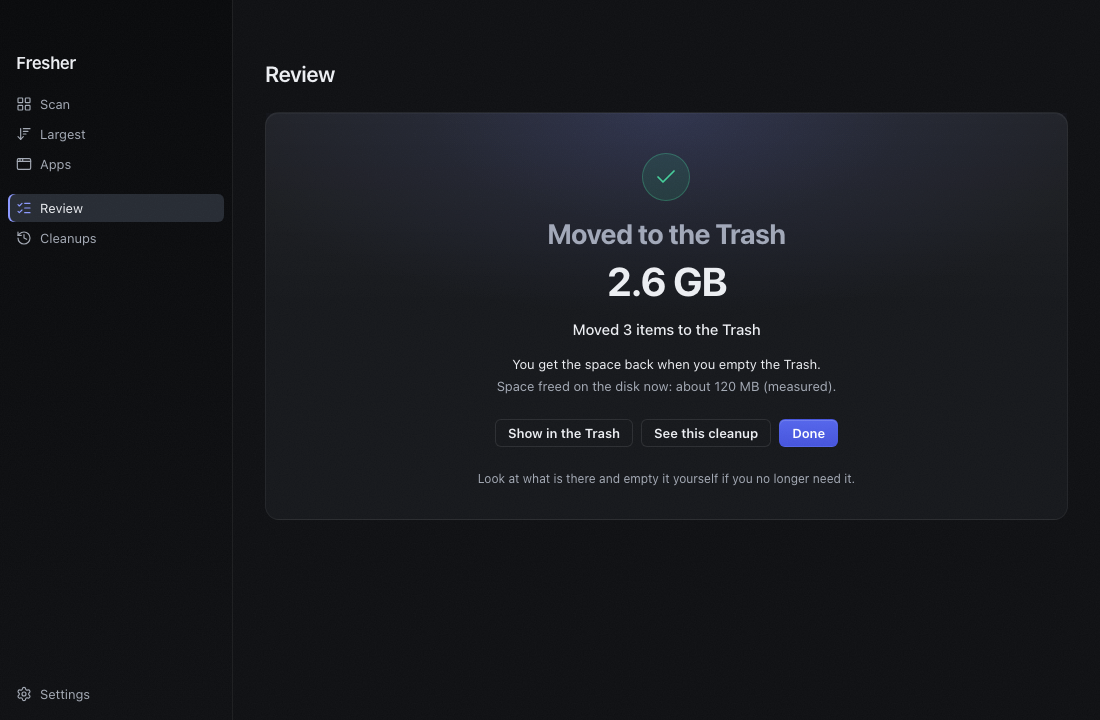 Fresher
Scan
Largest
Apps
Review
Cleanups
Settings
Review
Moved to the Trash
2.6 GB
Moved 3 items to the Trash
You get the space back when you empty the Trash.
Space freed on the disk now: about 120 MB (measured).
Show in the Trash
See this cleanup
Done
Look at what is there and empty it yourself if you no longer need it.